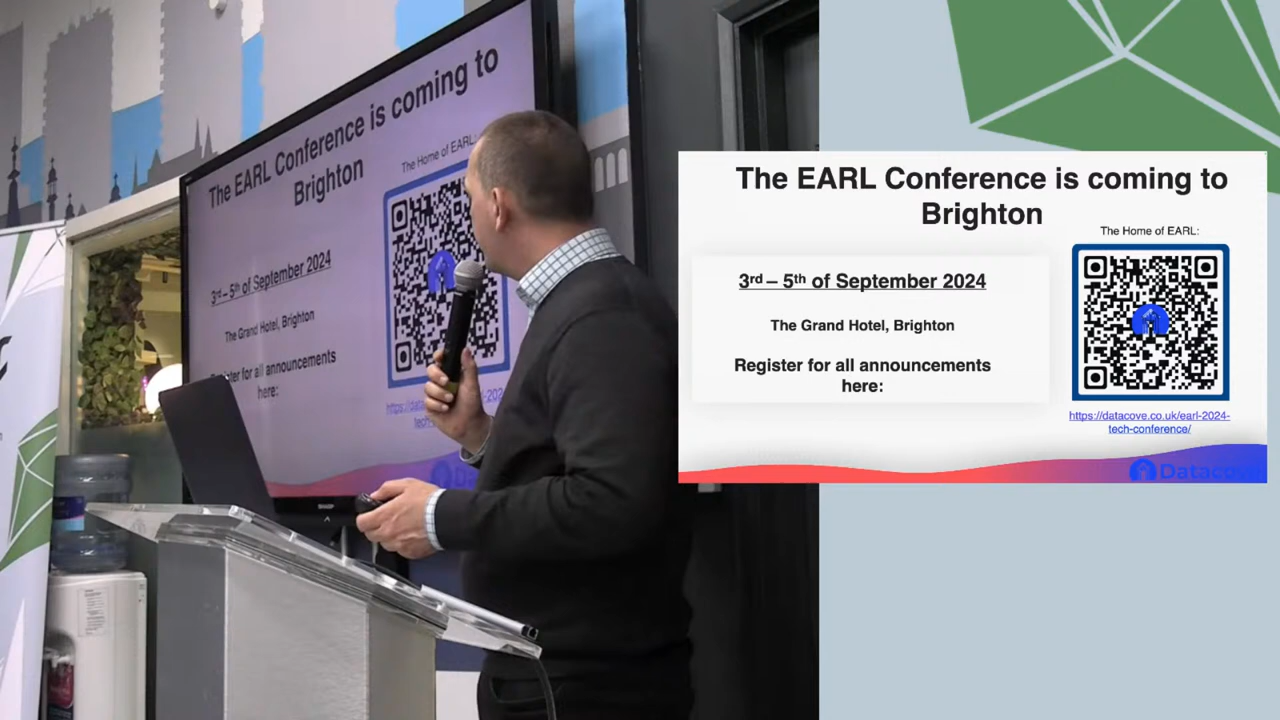 The EARL Conference is coming to
Brighton
The Home of EARL:
3rd – 5th of September 2024
The Grand Hotel, Brighton
Register for all announcements
here:
SHARP
The EARL Conference is coming to
Brighton
The Home of EARL:
3rd – 5th of September 2024
The Grand Hotel, Brighton
Register for all announcements
here:
https://datacove.co.uk/earl-2024-
tech-conference/
Datacove